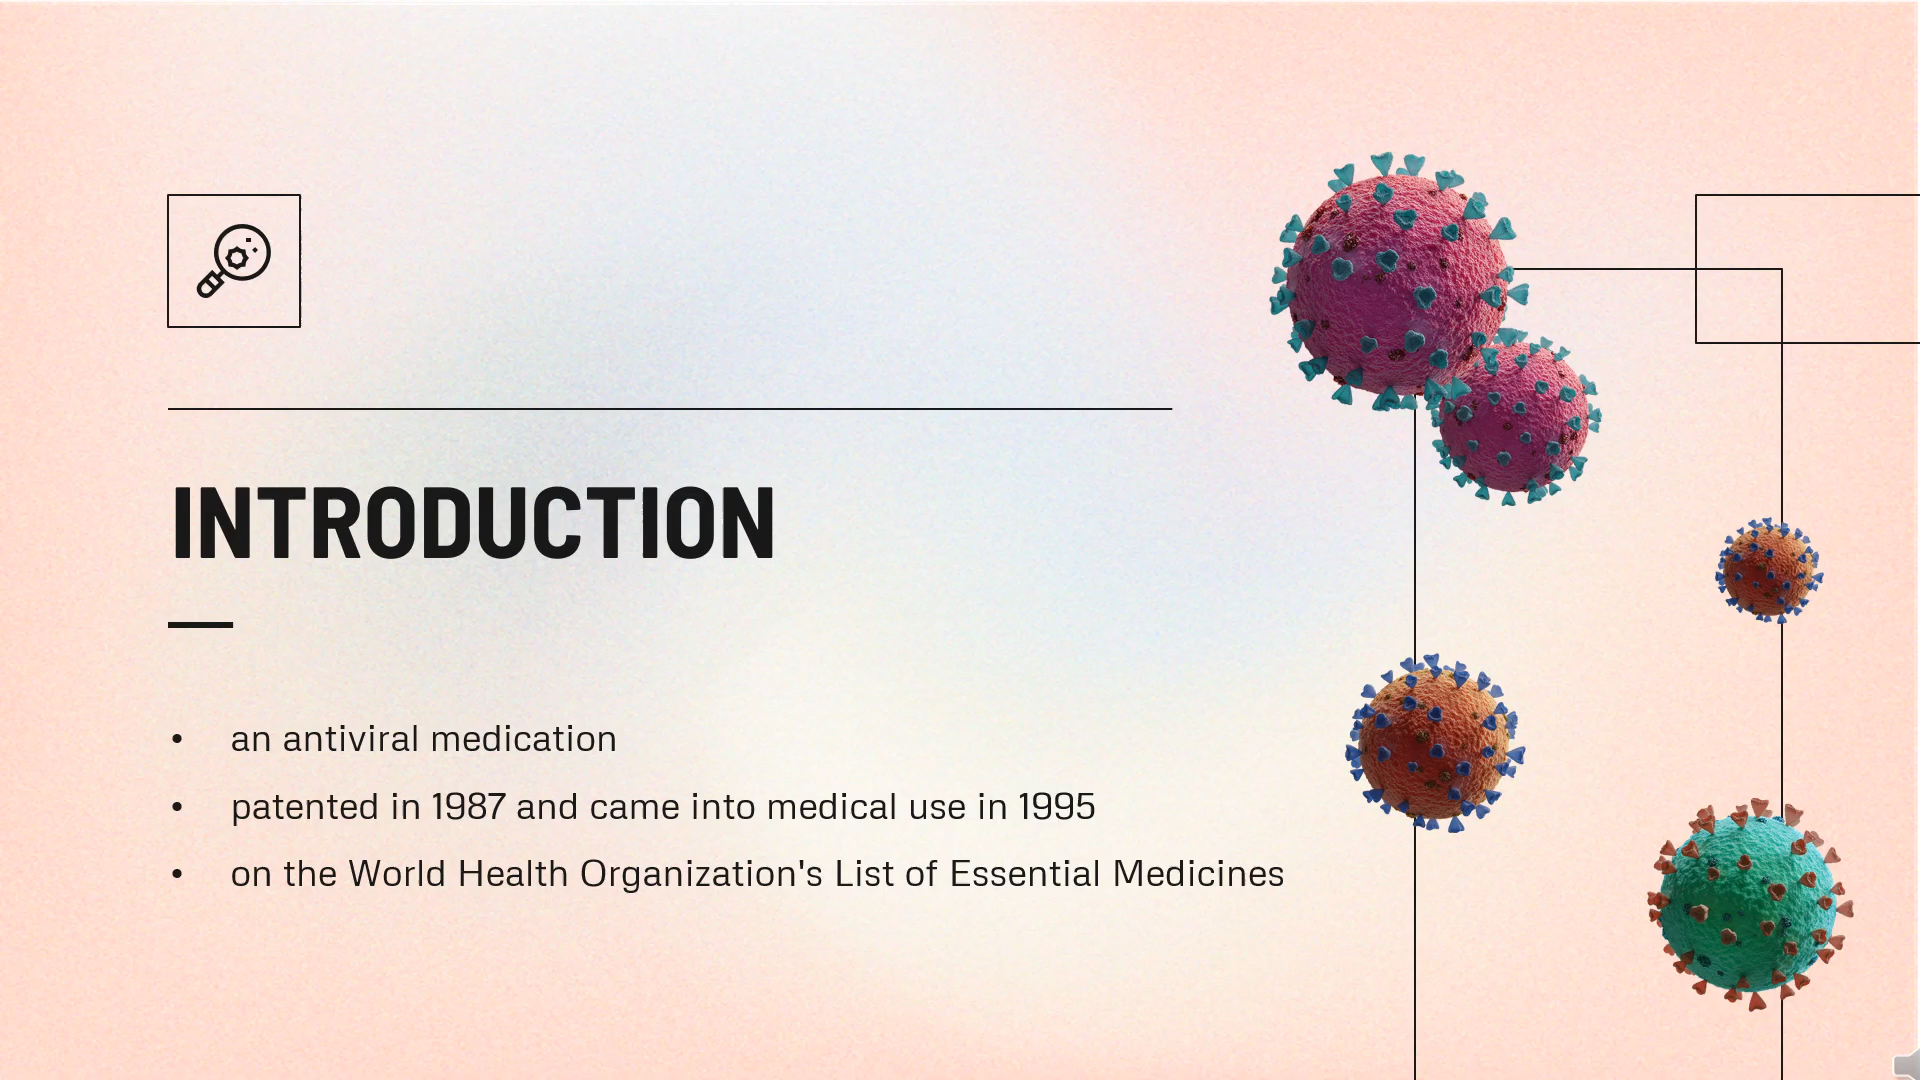 INTRODUCTION
• an antiviral medication
• patented in 1987 and came into medical use in 1995
• on the World Health Organization's List of Essential Medicines